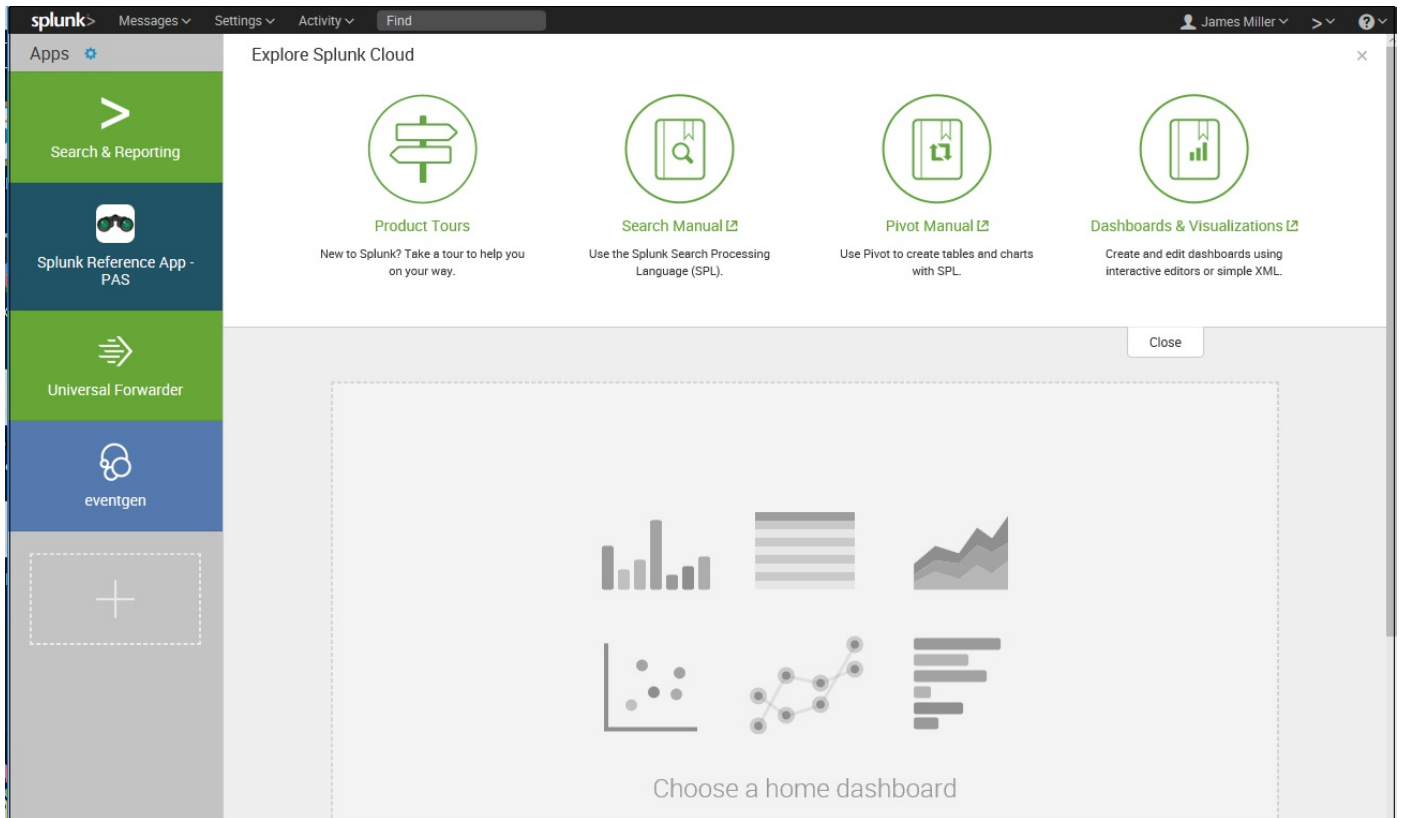 splunk> Messages Settings Activity Find James Miller >
Apps
Explore Splunk Cloud
Search & Reporting
Splunk Reference App -
PAS
Universal Forwarder
eventgen
Product Tours
New to Splunk? Take a tour to help you
on your way.
Search Manual
Use the Splunk Search Processing
Language (SPL).
Pivot Manual
Use Pivot to create tables and charts
with SPL.
Dashboards & Visualizations
Create and edit dashboards using
interactive editors or simple XML.
Close
Choose a home dashboard